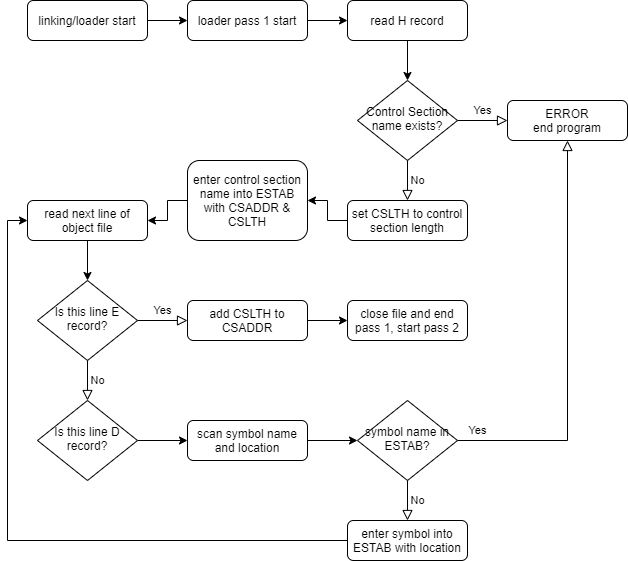 linking/loader start
loader pass 1 start
read H record
Control Section
name exists?
Yes
ERROR
end program
No
enter control section
name into ESTAB
with CSADDR &
CSLTH
set CSLTH to control
section length
read next line of
object file
Is this line E
record?
Yes
add CSLTH to
CSADDR
close file and end
pass 1, start pass 2
No
Is this line D
record?
scan symbol name
and location
symbol name in
ESTAB?
Yes
No
enter symbol into
ESTAB with location